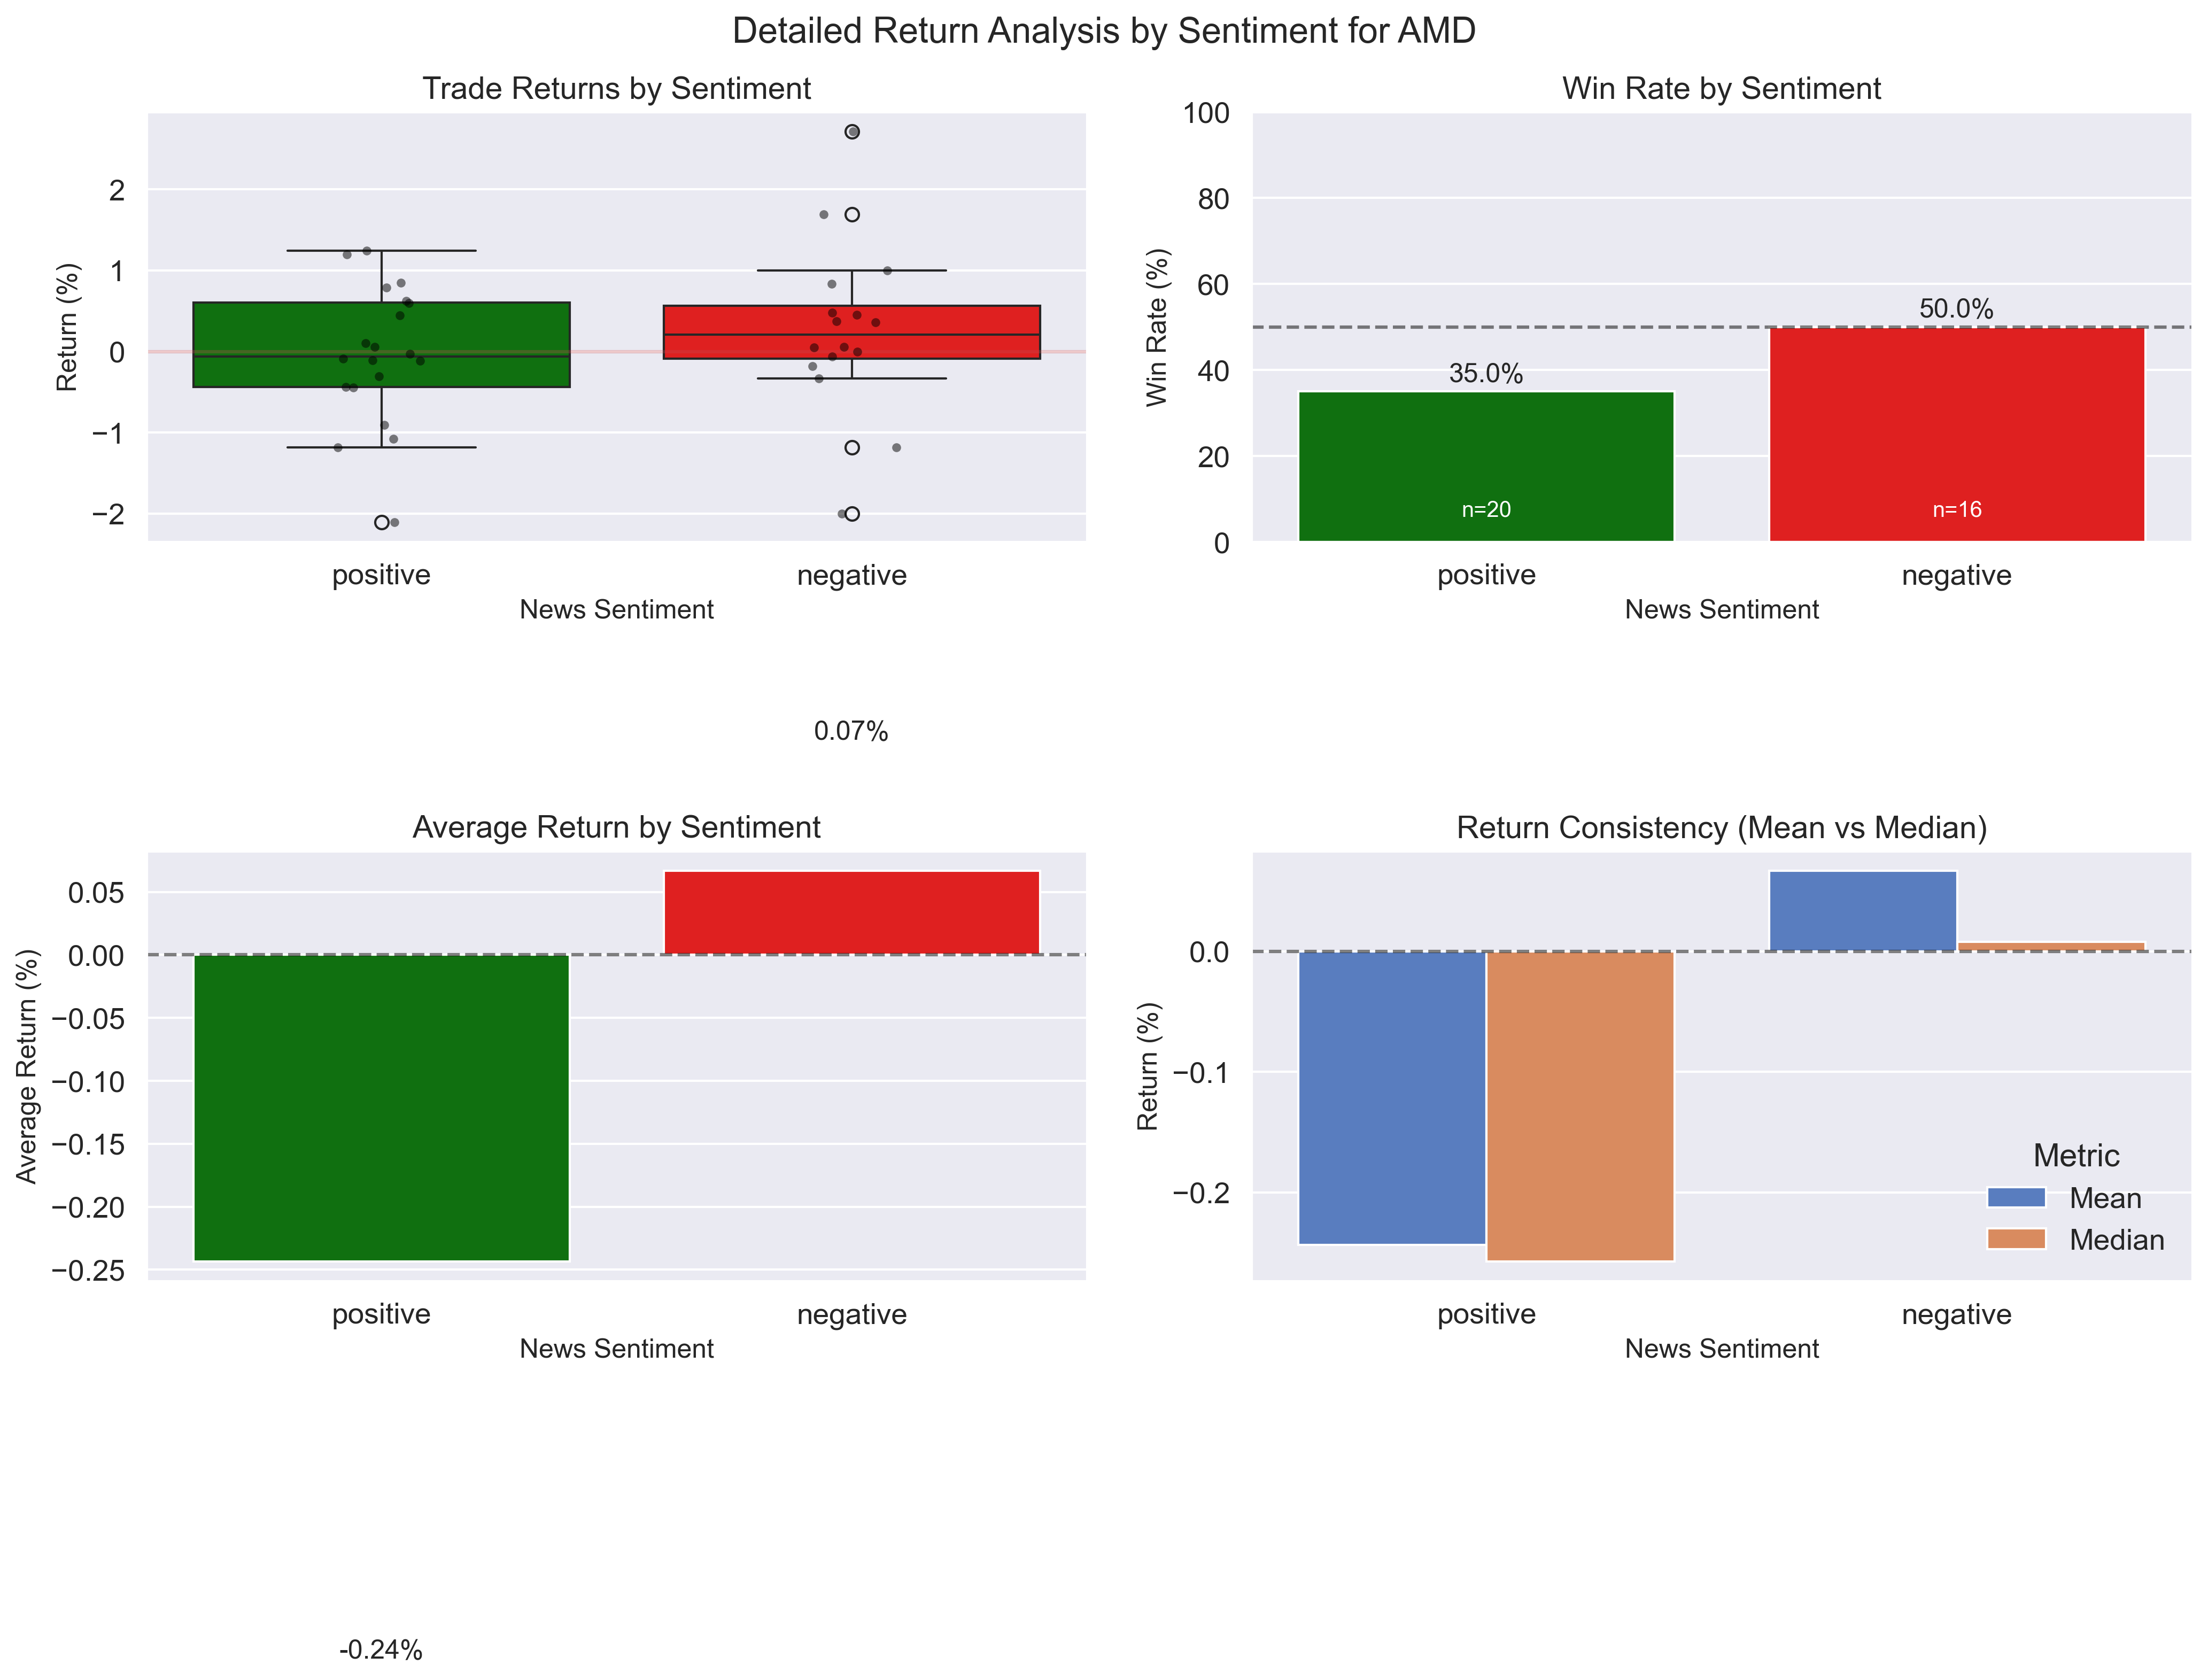 Detailed Return Analysis by Sentiment for AMD
Trade Returns by Sentiment
Return (%)
2
1
0
−1
−2
positive
negative
News Sentiment
Win Rate by Sentiment
Win Rate (%)
100
80
60
40
20
0
35.0%
50.0%
n=20
n=16
positive
negative
News Sentiment
0.07%
Average Return by Sentiment
Average Return (%)
0.05
0.00
−0.05
−0.10
−0.15
−0.20
−0.25
positive
negative
News Sentiment
-0.24%
Return Consistency (Mean vs Median)
Return (%)
0.0
−0.1
−0.2
Metric
Mean
Median
positive
negative
News Sentiment